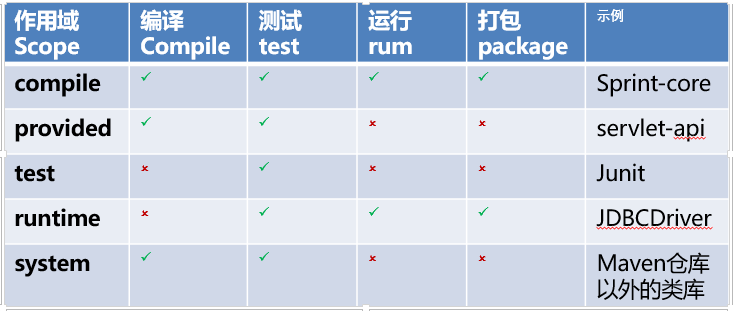 作用域 编译 测试 运行 打包 示例
Scope Compile test rum package
compile ✓ ✓ ✓ ✓ Sprint-core
provided ✓ ✓ × × servlet-api
test × ✓ × × Junit
runtime × ✓ ✓ ✓ JDBCDriver
system ✓ ✓ × × Maven仓库
以外的类库